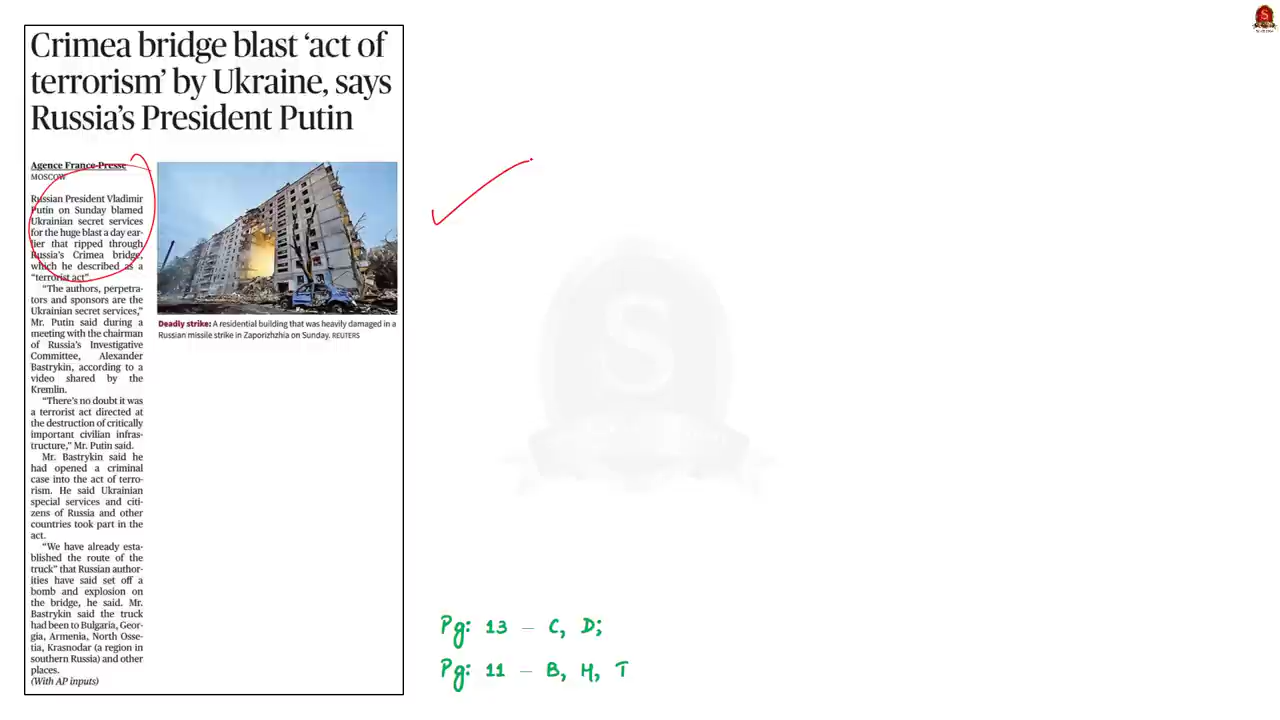 Crimea bridge blast ‘act of
terrorism’ by Ukraine, says
Russia’s President Putin
Agence France-Presse
MOSCOW
Russian President Vladimir
Putin on Sunday blamed
Ukrainian secret services
for the huge blast a day ear-
lier that ripped through
Russia’s Crimea bridge,
which he described as a
“terrorist act”.
“The authors, perpetra-
tors and sponsors are the
Ukrainian secret services,”
Mr. Putin said during a
meeting with the chairman
of Russia’s Investigative
Committee, Alexander
Bastrykin, according to a
video shared by the
Kremlin.
“There’s no doubt it was
a terrorist act directed at
the destruction of critically
important civilian infras-
tructure,” Mr. Putin said.
Mr. Bastrykin said he
had opened a criminal
case into the act of terro-
rism. He said Ukrainian
special services and citi-
zens of Russia and other
countries took part in the
act.
“We have already esta-
blished the route of the
truck” that Russian author-
ities have said set off a
bomb and explosion on
the bridge, he said. Mr.
Bastrykin said the truck
had been to Bulgaria, Geor-
gia, Armenia, North Osse-
tia, Krasnodar (a region in
southern Russia) and other
places.
(With AP inputs)
Deadly strike: A residential building that was heavily damaged in a
Russian missile strike in Zaporizhzhia on Sunday. REUTERS
Pg: 13 – C, D;
Pg: 11 – B, H, T
S
S